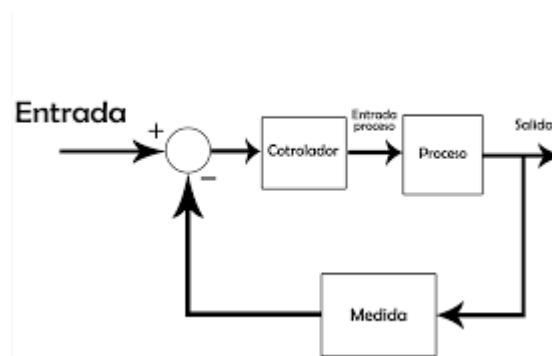 Entrada
+
−
Cotrolador
Entrada
proceso
Proceso
Salida
Medida